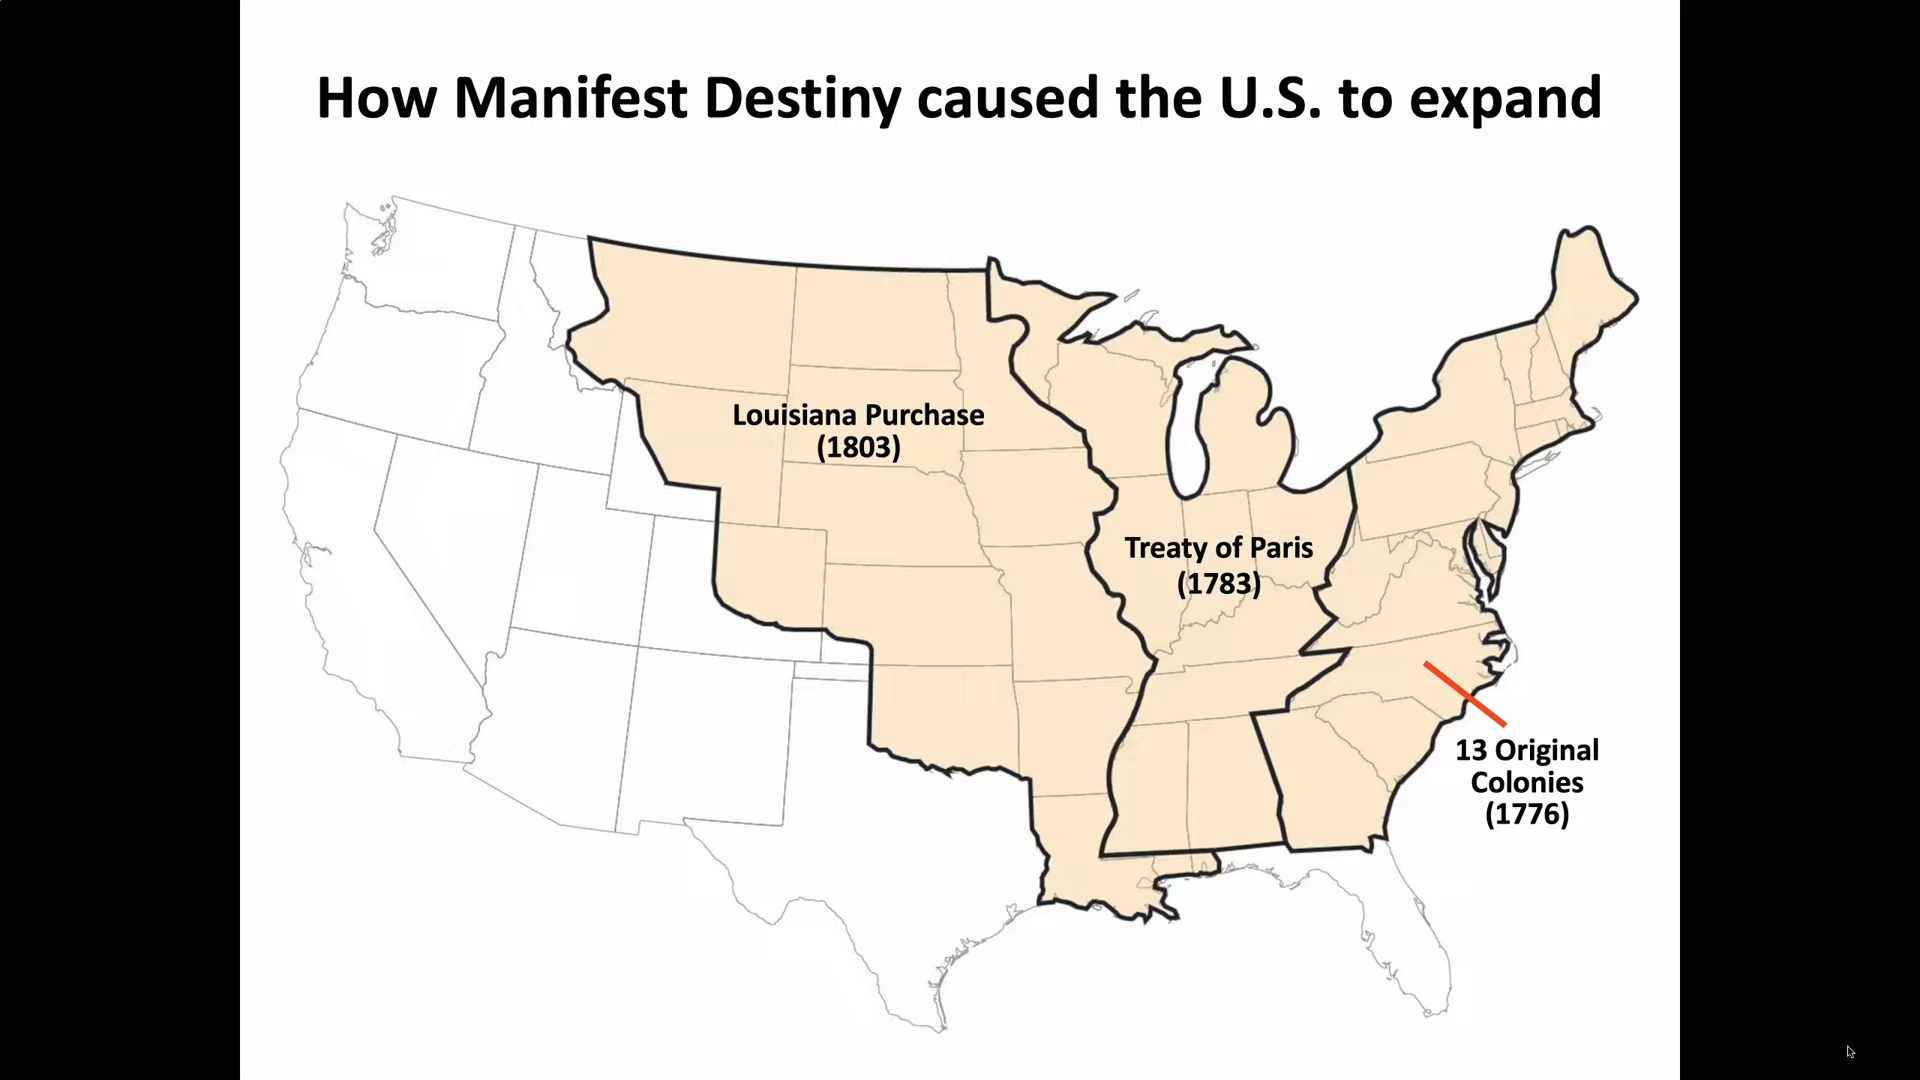 How Manifest Destiny caused the U.S. to expand
Louisiana Purchase
(1803)
Treaty of Paris
(1783)
13 Original
Colonies
(1776)